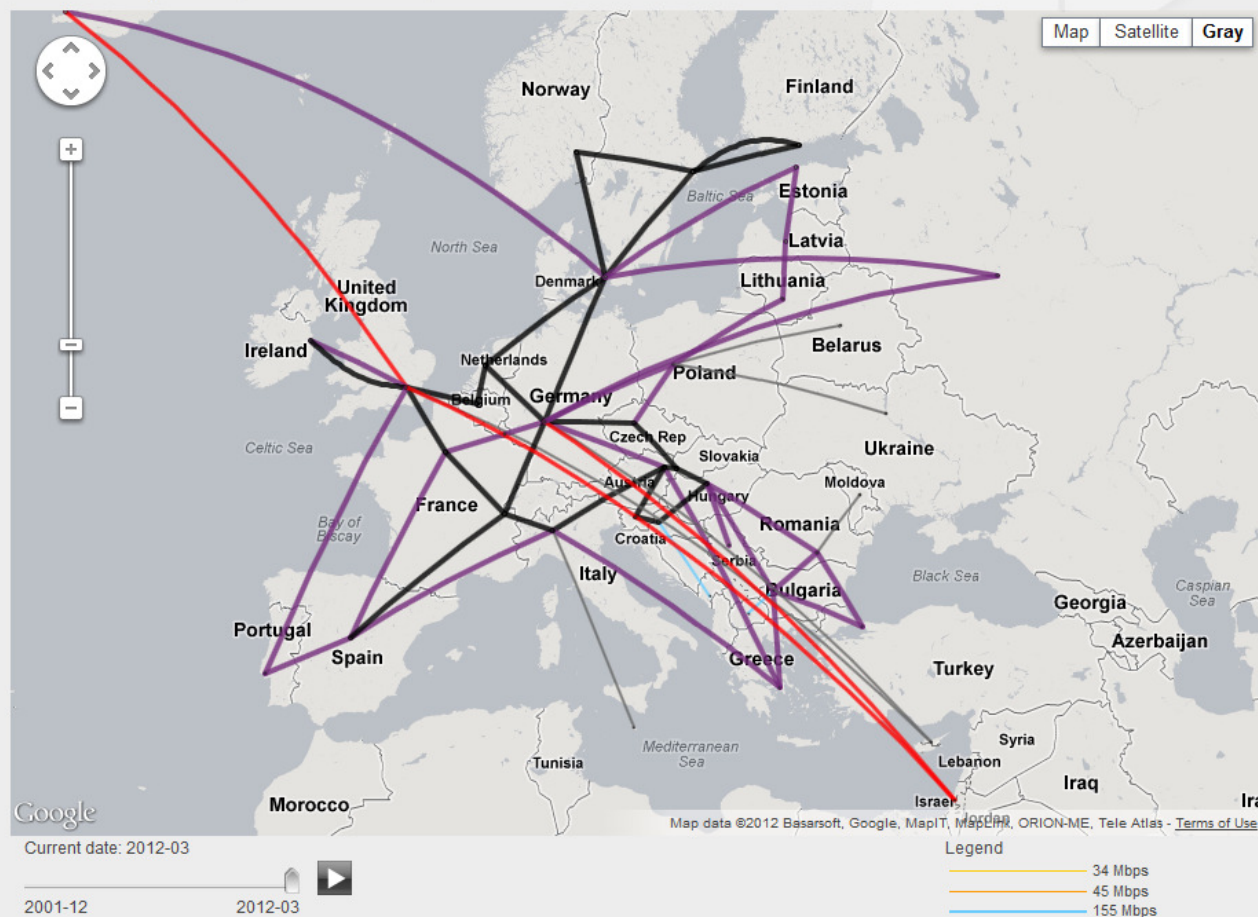 Map Satellite Gray
Norway
Finland
Estonia
Baltic Sea
Latvia
North Sea
Denmark
Lithuania
United
Kingdom
Belarus
Ireland
Netherlands
Poland
Belgium
Germany
Celtic Sea
Czech Rep
Ukraine
Slovakia
Austria
Moldova
Hungary
France
Bay of
Biscay
Romania
Croatia
Serbia
Italy
Black Sea
Caspian
Sea
Bulgaria
Georgia
Portugal
Azerbaijan
Spain
Greece
Turkey
Syria
Mediterranean
Sea
Tunisia
Lebanon
Iraq
Morocco
Israel
Jordan
Google
Map data ©2012 Basarsoft, Google, MapIT, MapLink, ORION-ME, Tele Atlas - Terms of Use
Current date: 2012-03
Legend
34 Mbps
45 Mbps
2001-12 2012-03
155 Mbps